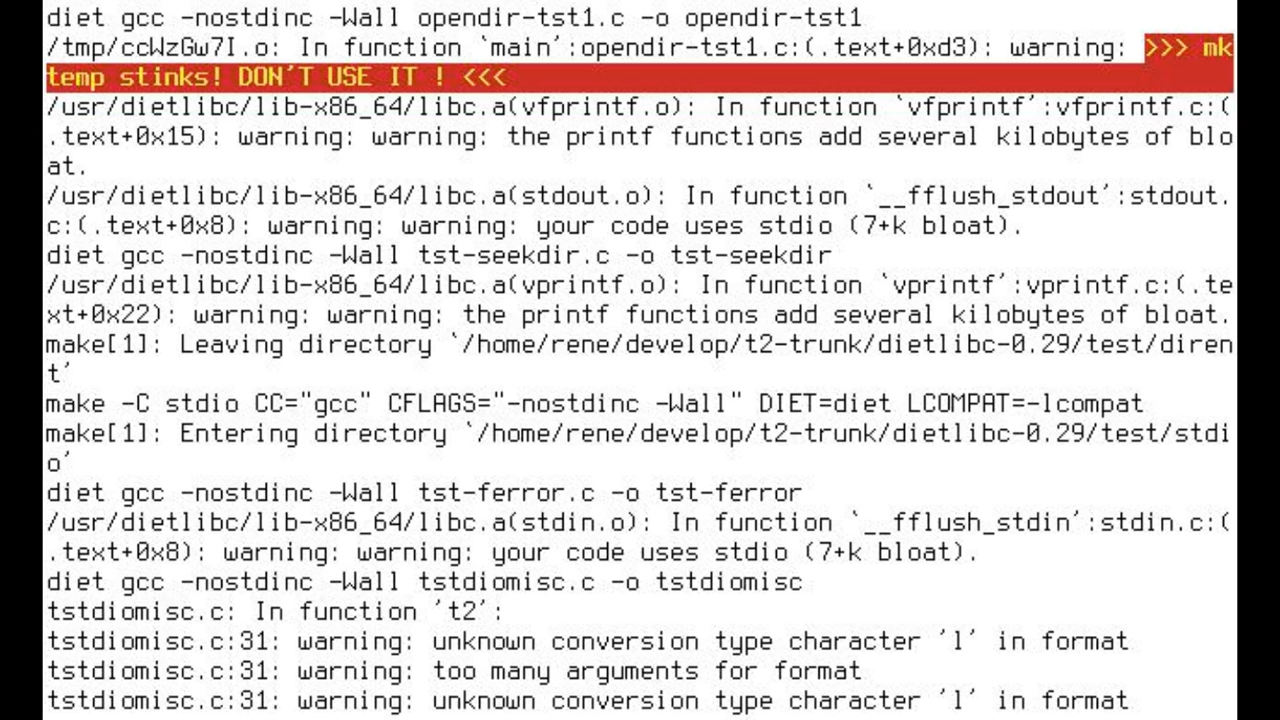 diet gcc -nostdinc -Wall opendir-tst1.c -o opendir-tst1
/tmp/ccWzGw7I.o: In function `main':opendir-tst1.c:(.text+0xd3): warning: >>> mk
temp stinks! DON'T USE IT ! <<<
/usr/dietlibc/lib-x86_64/libc.a(vfprintf.o): In function `vfprintf':vfprintf.c:(
.text+0x15): warning: warning: the printf functions add several kilobytes of blo
at.
/usr/dietlibc/lib-x86_64/libc.a(stdout.o): In function `__fflush_stdout':stdout.
c:(.text+0x8): warning: warning: your code uses stdio (7+k bloat).
diet gcc -nostdinc -Wall tst-seekdir.c -o tst-seekdir
/usr/dietlibc/lib-x86_64/libc.a(vprintf.o): In function `vprintf':vprintf.c:(.te
xt+0x22): warning: warning: the printf functions add several kilobytes of bloat.
make[1]: Leaving directory `/home/rene/develop/t2-trunk/dietlibc-0.29/test/diren
t'
make -C stdio CC="gcc" CFLAGS="-nostdinc -Wall" DIET=diet LCOMPAT=-lcompat
make[1]: Entering directory `/home/rene/develop/t2-trunk/dietlibc-0.29/test/stdi
o'
diet gcc -nostdinc -Wall tst-ferror.c -o tst-ferror
/usr/dietlibc/lib-x86_64/libc.a(stdin.o): In function `__fflush_stdin':stdin.c:(
.text+0x8): warning: warning: your code uses stdio (7+k bloat).
diet gcc -nostdinc -Wall tstdiomisc.c -o tstdiomisc
tstdiomisc.c: In function 't2':
tstdiomisc.c:31: warning: unknown conversion type character 'l' in format
tstdiomisc.c:31: warning: too many arguments for format
tstdiomisc.c:31: warning: unknown conversion type character 'l' in format